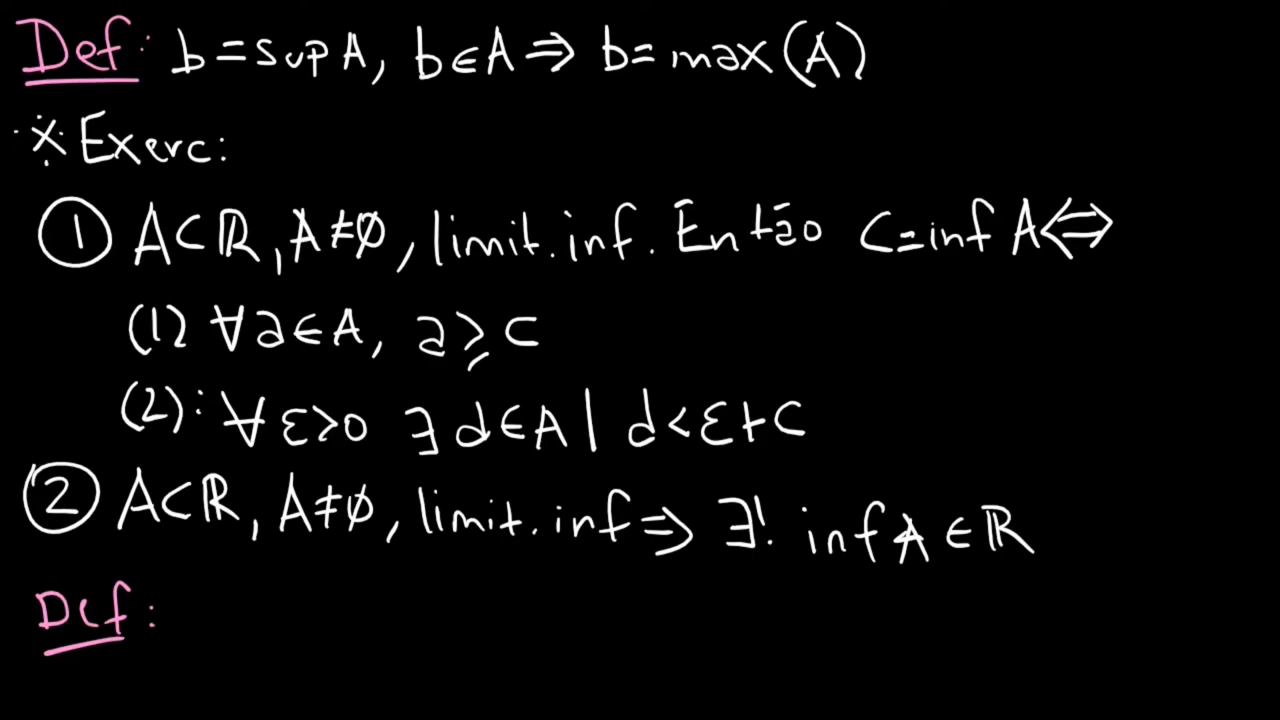 Def: b = sup A, b ∈ A ⇒ b = max(A)
※ Exerc:
① A ⊂ ℝ, A ≠ ∅, limit. inf. Então c = inf A ⇔
(1) ∀a ∈ A, a ≥ c
(2): ∀ε > 0 ∃ d ∈ A | d < ε + c
② A ⊂ ℝ, A ≠ ∅, limit. inf ⇒ ∃! inf A ∈ ℝ
Def: